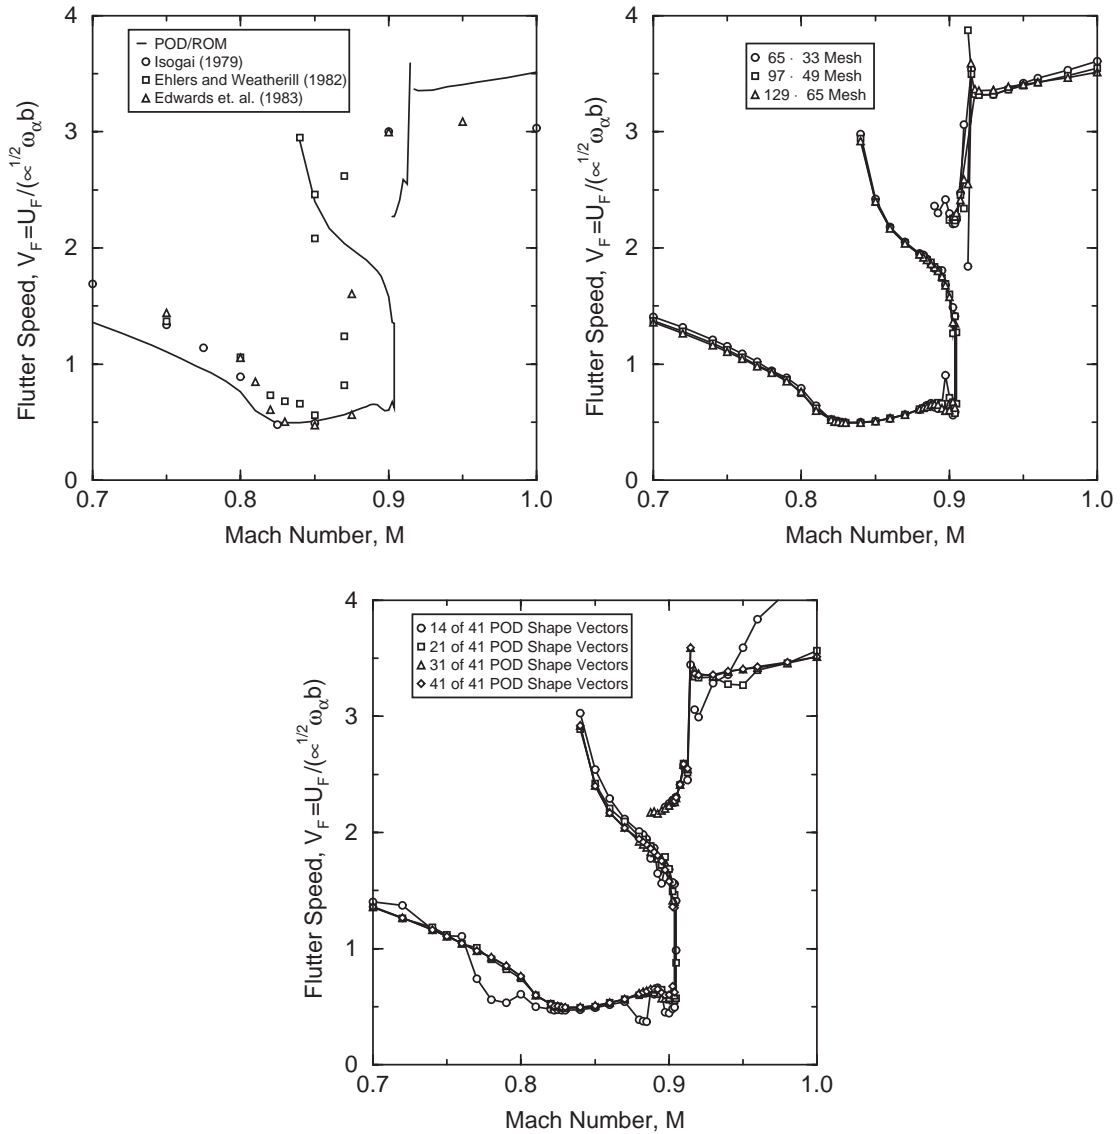 POD/ROM
Isogai (1979)
Ehlers and Weatherill (1982)
Edwards et. al. (1983)
4
3
2
1
0
0.7
0.8
0.9
1.0
Flutter Speed, V_F=U_F/(∝^1/2 ω_α b)
Mach Number, M
65 · 33 Mesh
97 · 49 Mesh
129 · 65 Mesh
4
3
2
1
0
0.7
0.8
0.9
1.0
Flutter Speed, V_F=U_F/(∝^1/2 ω_α b)
Mach Number, M
14 of 41 POD Shape Vectors
21 of 41 POD Shape Vectors
31 of 41 POD Shape Vectors
41 of 41 POD Shape Vectors
4
3
2
1
0
0.7
0.8
0.9
1.0
Flutter Speed, V_F=U_F/(∝^1/2 ω_α b)
Mach Number, M